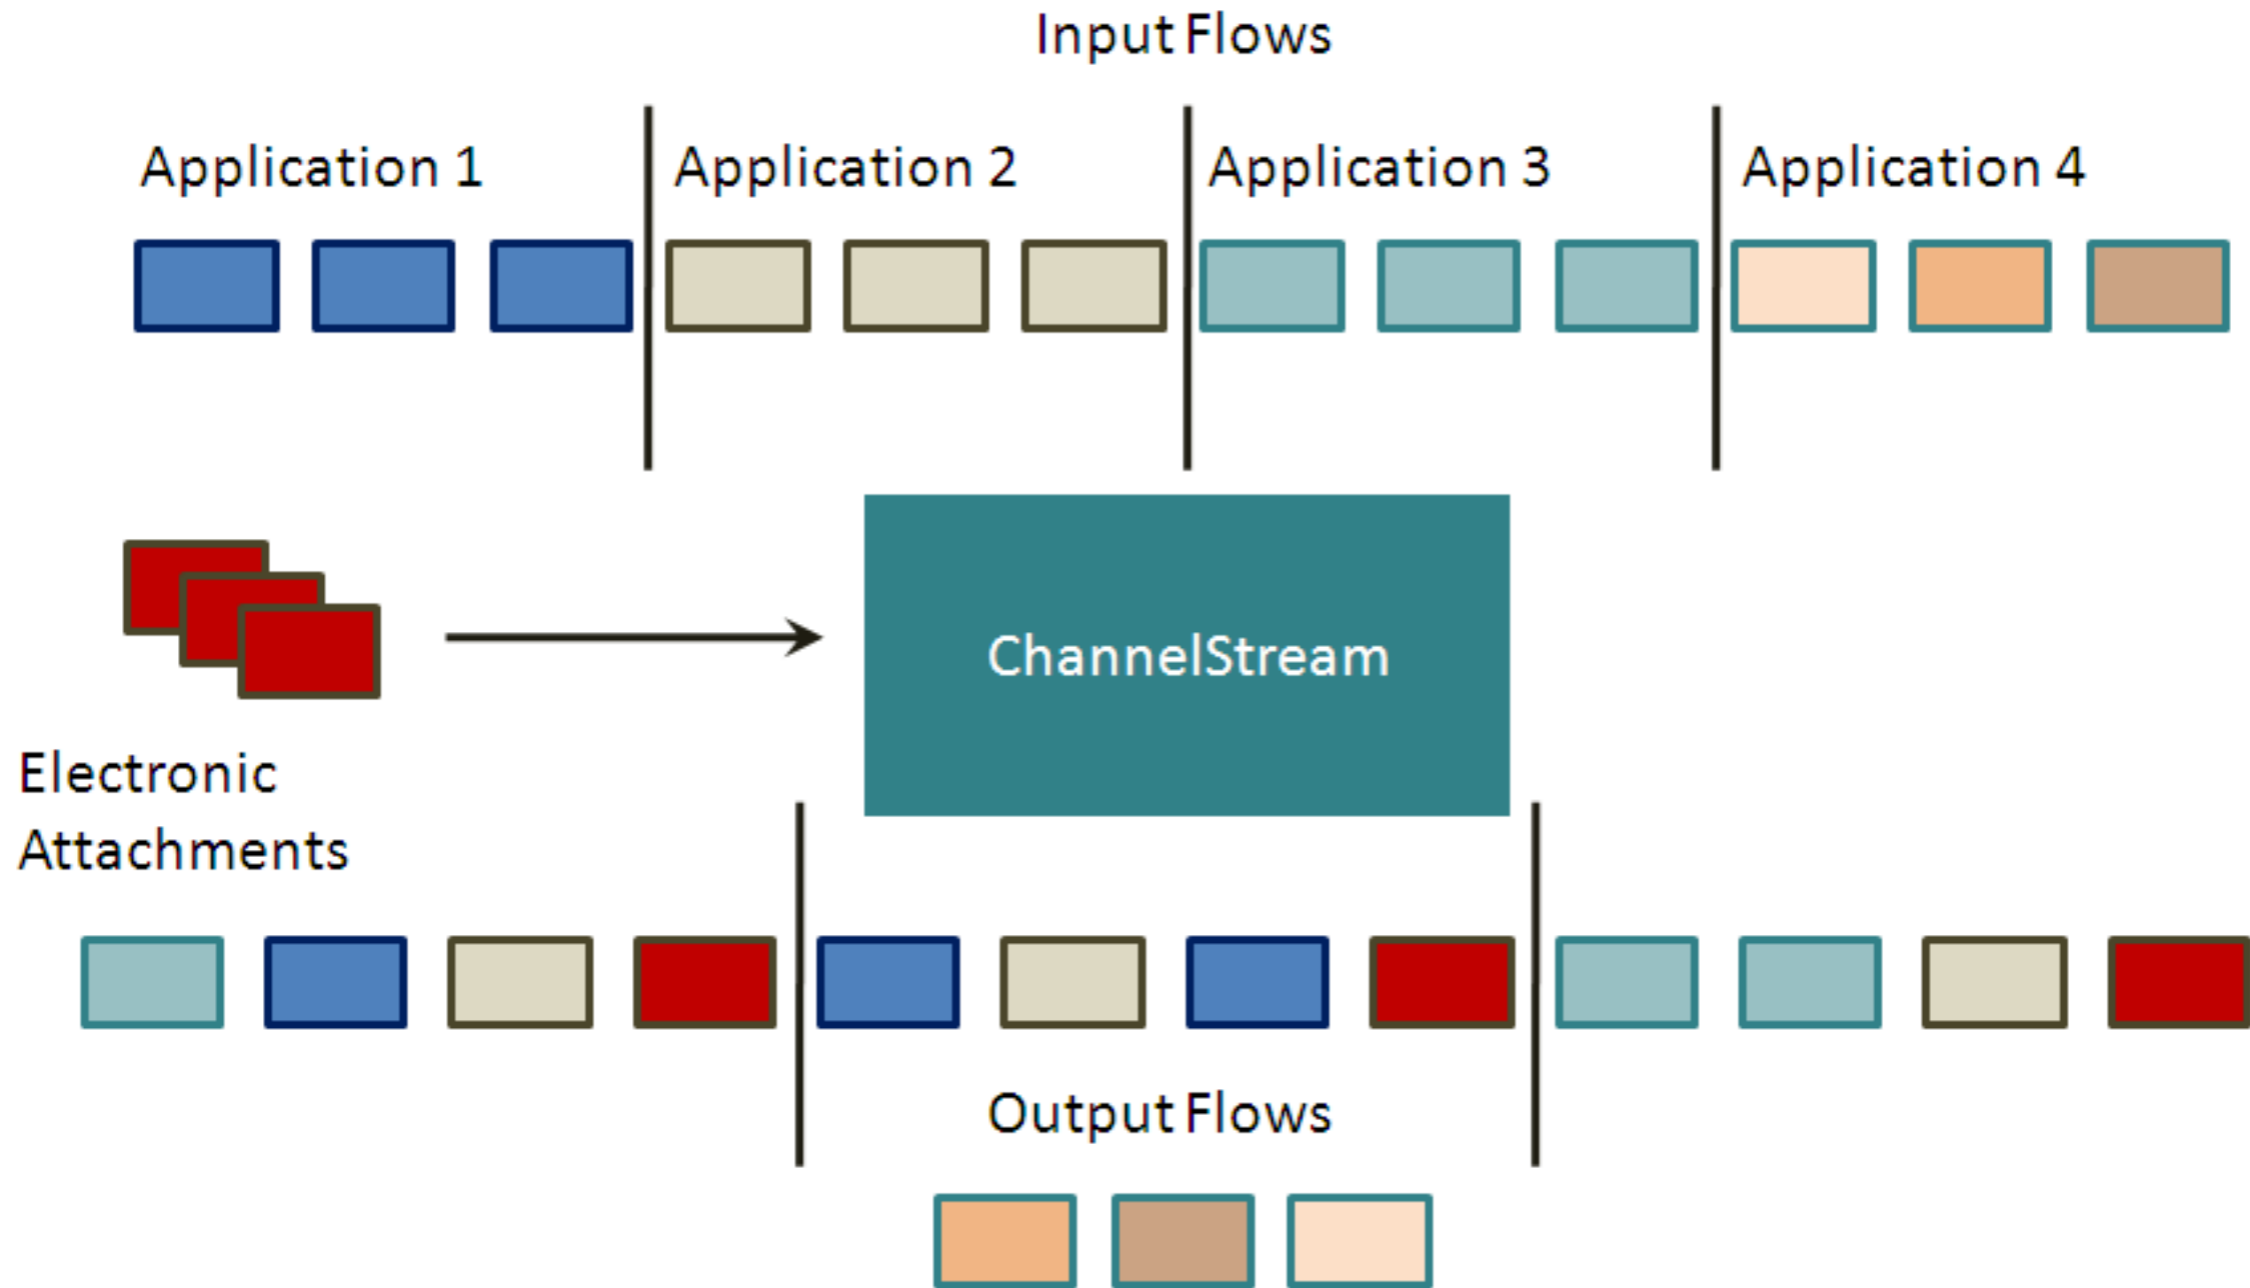 Input Flows
Application 1
Application 2
Application 3
Application 4
ChannelStream
Electronic
Attachments
Output Flows